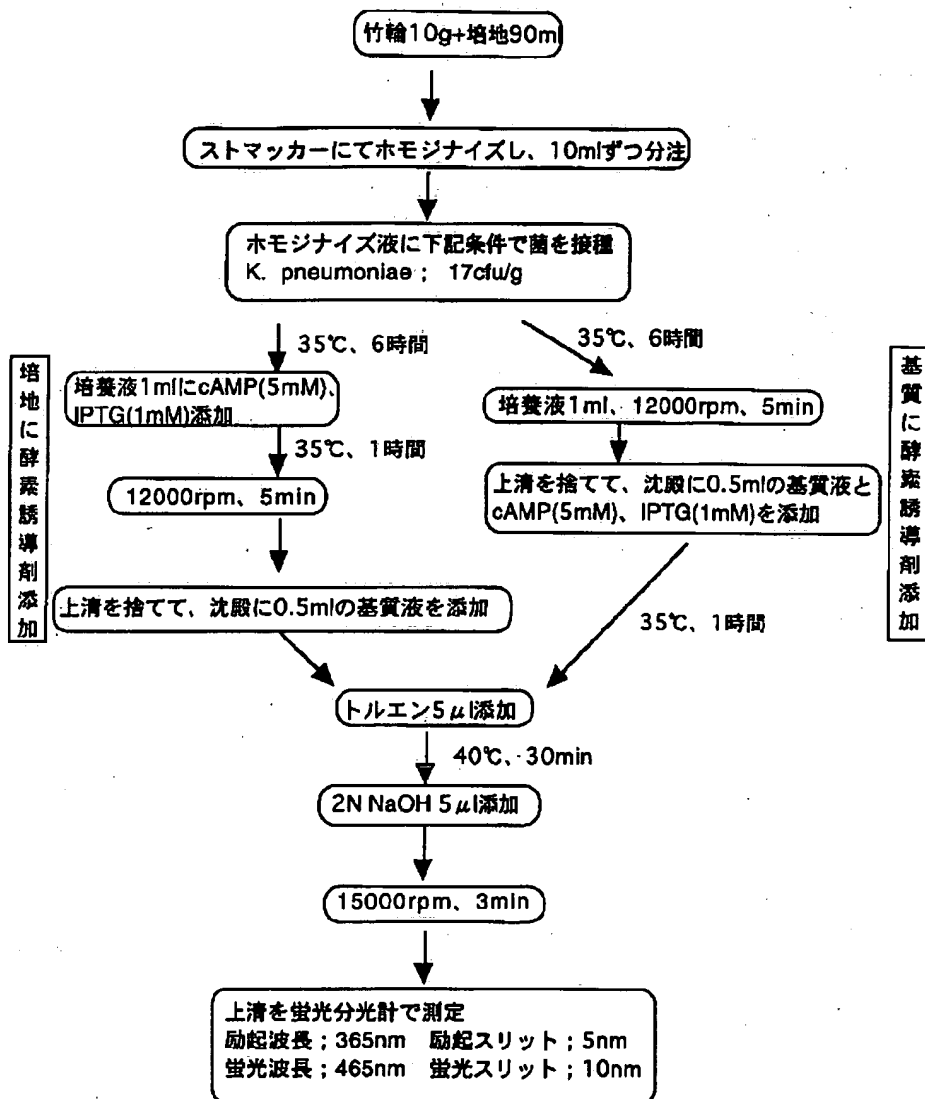 竹輪10g+培地90ml
ストマッカーにてホモジナイズし、10mlずつ分注
ホモジナイズ液に下記条件で菌を接種
K. pneumoniae； 17cfu/g
35℃、6時間
35℃、6時間
培地に酵素誘導剤添加
培養液1mlにcAMP(5mM)、
IPTG(1mM)添加
35℃、1時間
12000rpm、5min
上清を捨てて、沈殿に0.5mlの基質液を添加
培養液1ml、12000rpm、5min
上清を捨てて、沈殿に0.5mlの基質液と
cAMP(5mM)、IPTG(1mM)を添加
35℃、1時間
基質に酵素誘導剤添加
トルエン5μl添加
40℃、30min
2N NaOH 5μl添加
15000rpm、3min
上清を蛍光分光計で測定
励起波長；365nm 励起スリット；5nm
蛍光波長；465nm 蛍光スリット；10nm